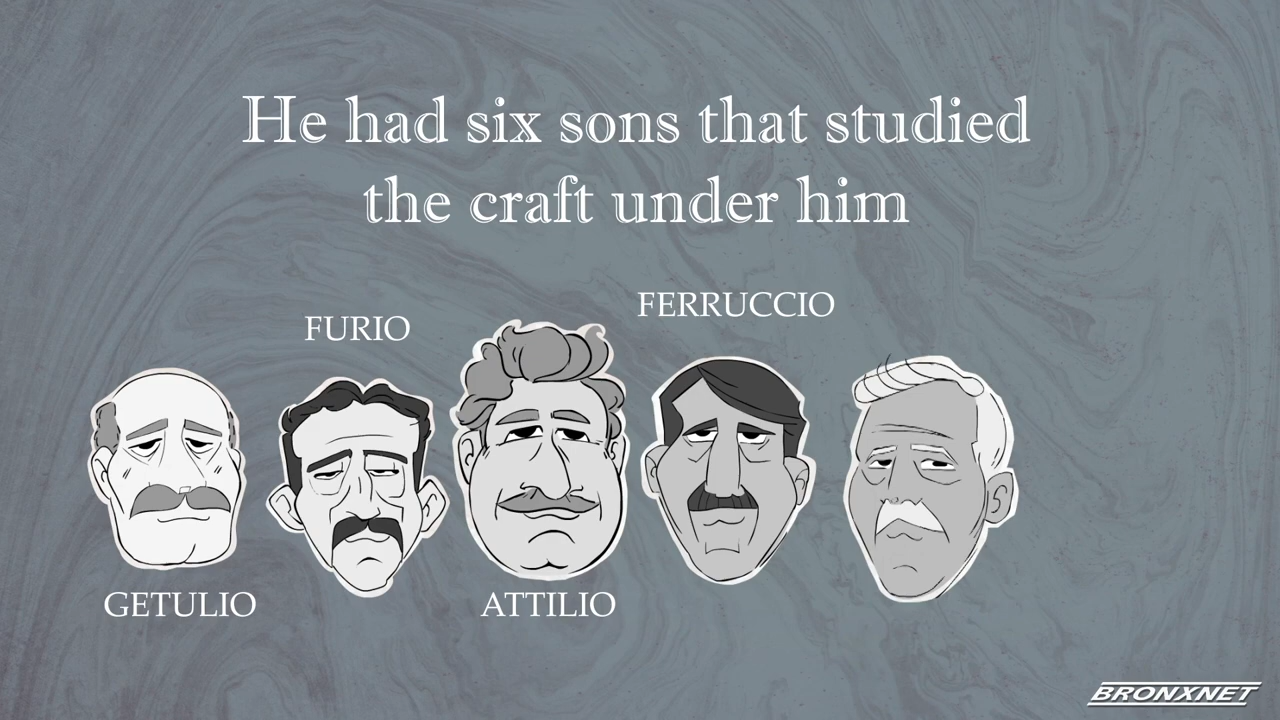 He had six sons that studied
the craft under him
FERRUCCIO
FURIO
GETULIO
ATTILIO
BRONXNET